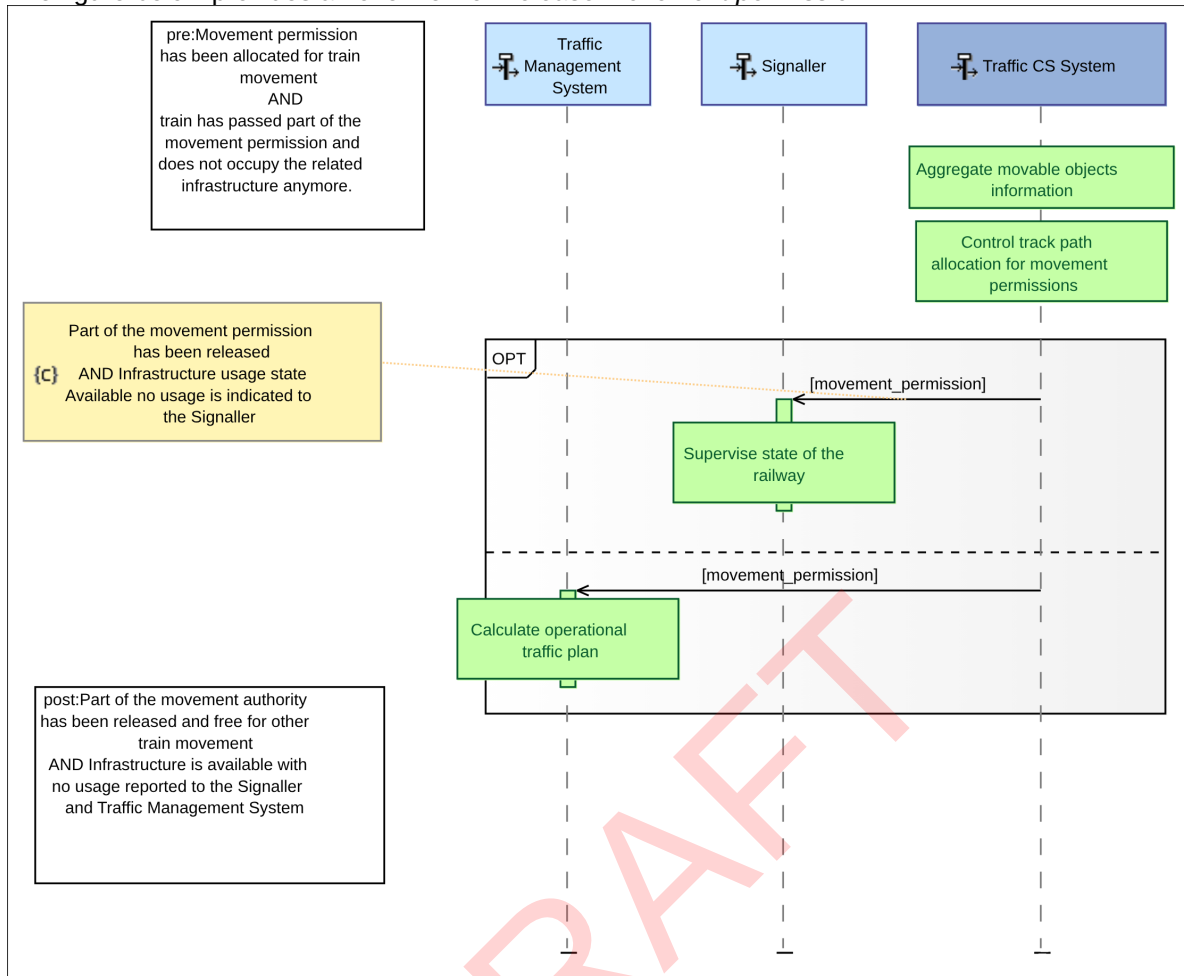 pre:Movement permission
has been allocated for train
movement
AND
train has passed part of the
movement permission and
does not occupy the related
infrastructure anymore.
Traffic
Management
System
Signaller
Traffic CS System
Aggregate movable objects
information
Control track path
allocation for movement
permissions
Part of the movement permission
has been released
{c} AND Infrastructure usage state
Available no usage is indicated to
the Signaller
OPT
[movement_permission]
Supervise state of the
railway
[movement_permission]
Calculate operational
traffic plan
post:Part of the movement authority
has been released and free for other
train movement
AND Infrastructure is available with
no usage reported to the Signaller
and Traffic Management System
RAFT